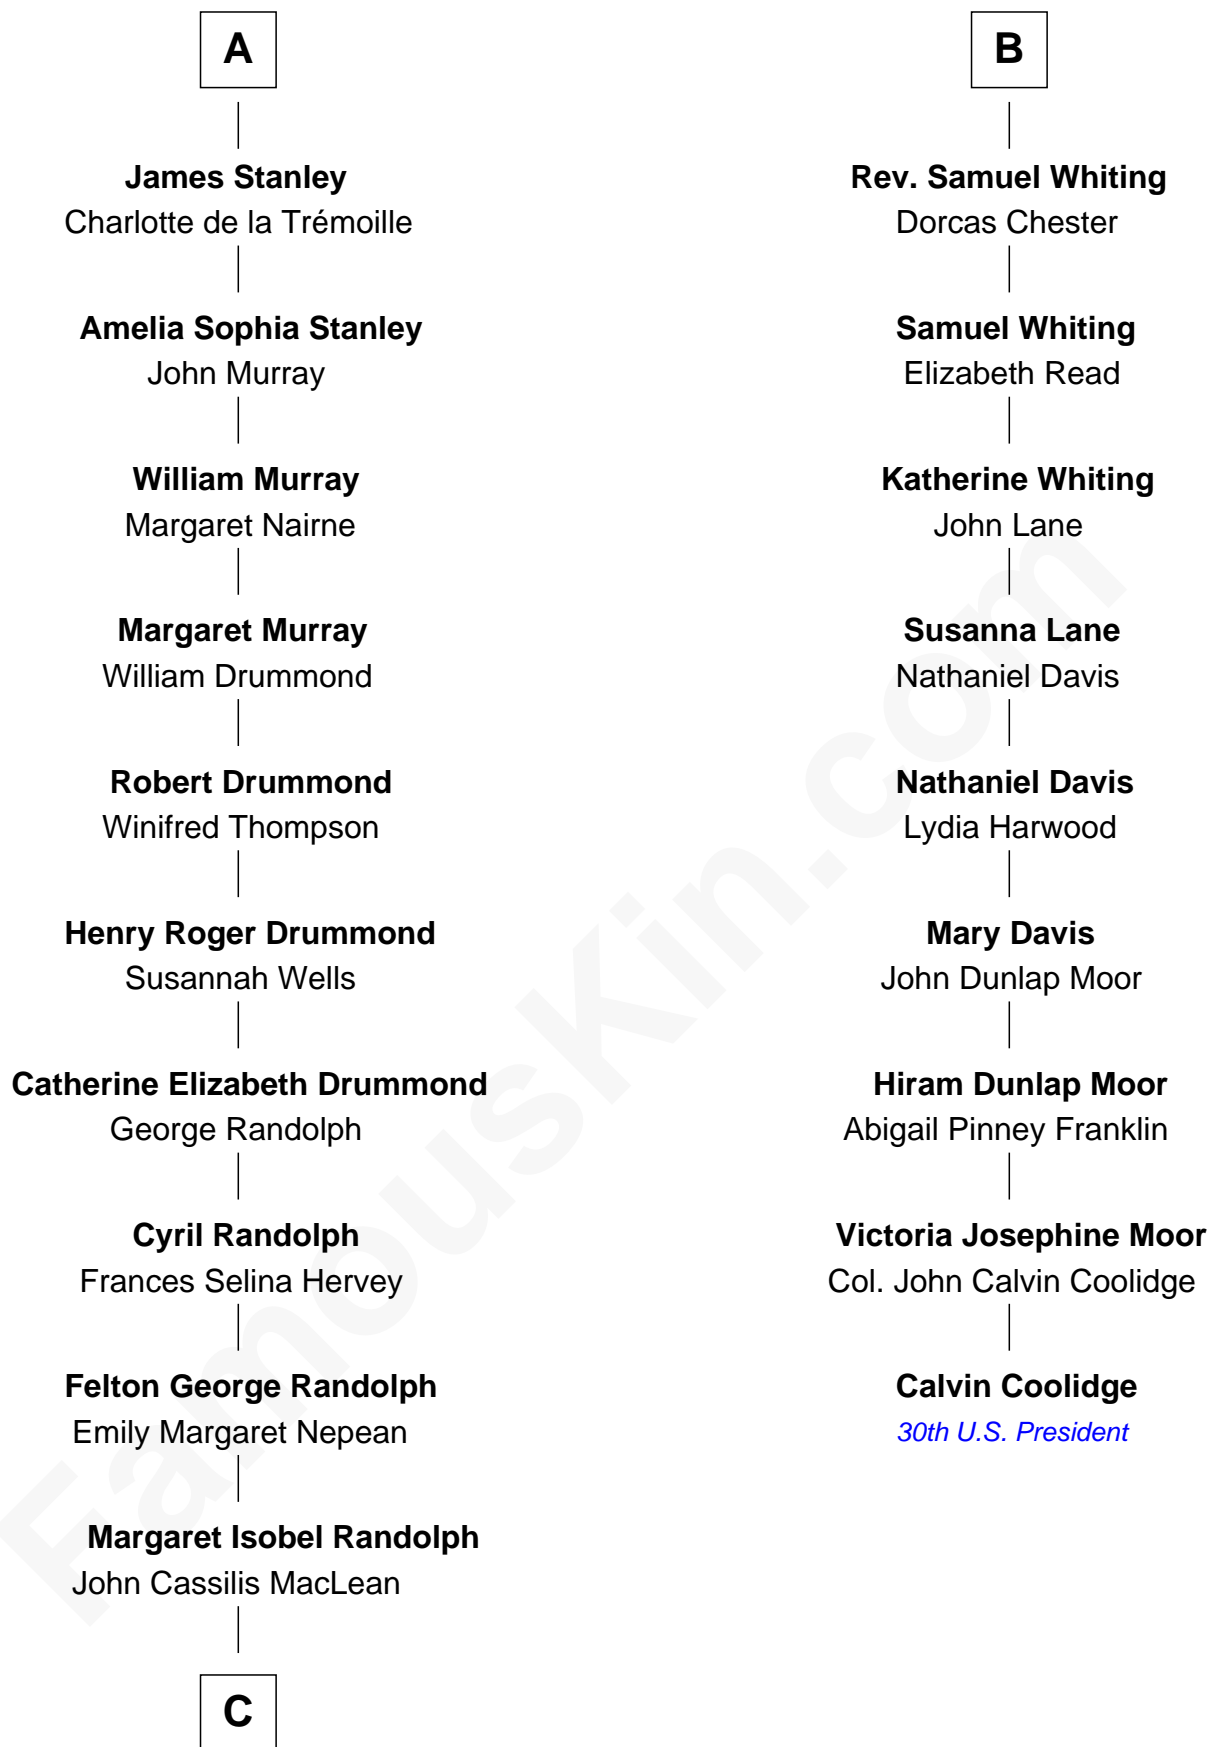 A
James Stanley
Charlotte de la Trémoille
Amelia Sophia Stanley
John Murray
William Murray
Margaret Nairne
Margaret Murray
William Drummond
Robert Drummond
Winifred Thompson
Henry Roger Drummond
Susannah Wells
Catherine Elizabeth Drummond
George Randolph
Cyril Randolph
Frances Selina Hervey
Felton George Randolph
Emily Margaret Nepean
Margaret Isobel Randolph
John Cassilis MacLean
C
B
Rev. Samuel Whiting
Dorcas Chester
Samuel Whiting
Elizabeth Read
Katherine Whiting
John Lane
Susanna Lane
Nathaniel Davis
Nathaniel Davis
Lydia Harwood
Mary Davis
John Dunlap Moor
Hiram Dunlap Moor
Abigail Pinney Franklin
Victoria Josephine Moor
Col. John Calvin Coolidge
Calvin Coolidge
30th U.S. President
FamousKin.com